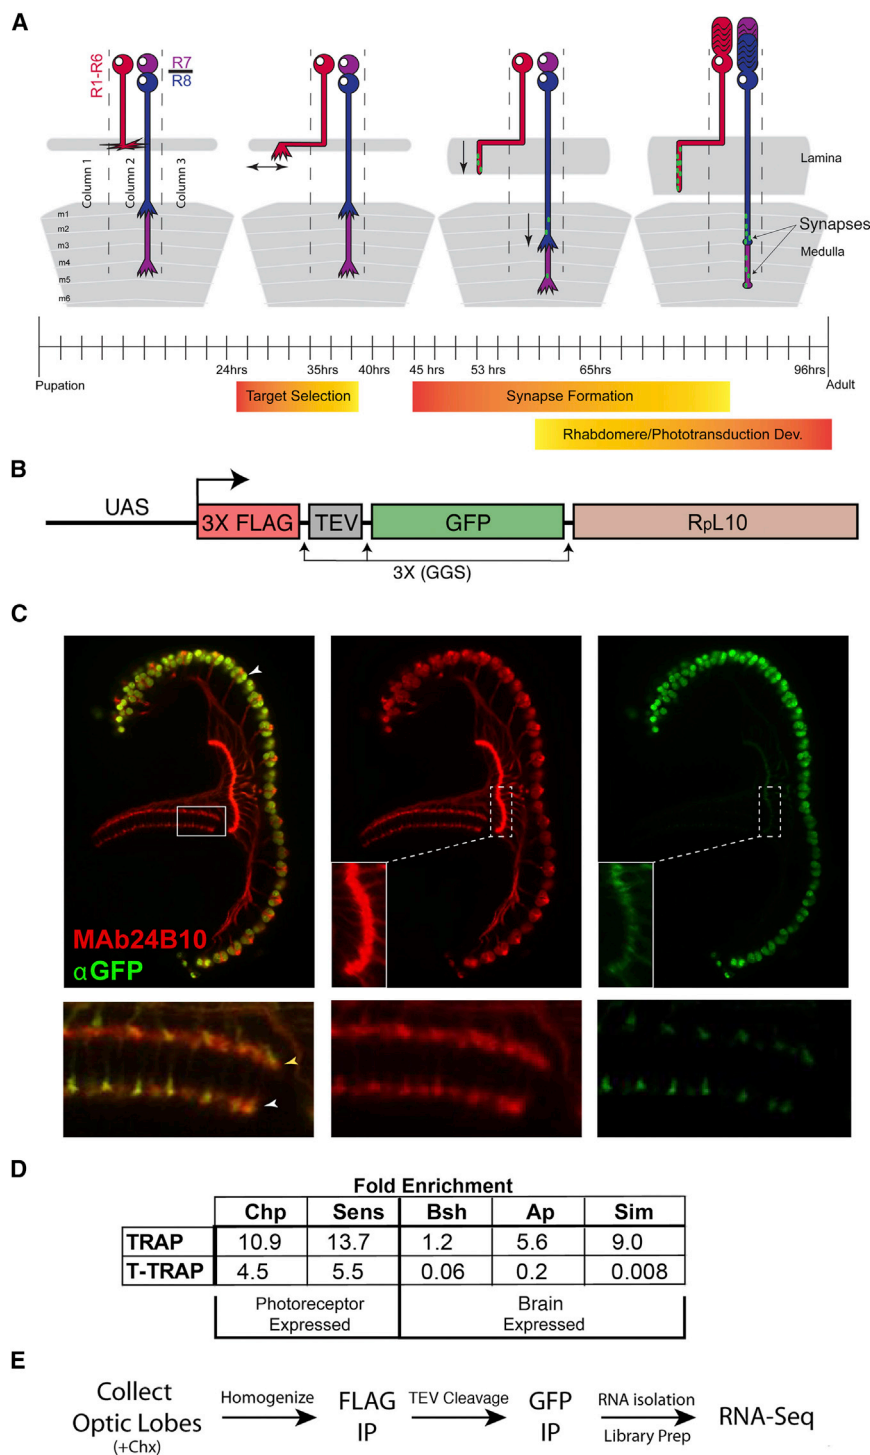 A
R1-R6
R7
R8
Column 1
Column 2
Column 3
m1
m2
m3
m4
m5
m6
Lamina
Synapses
Medulla
24hrs
35hrs
40hrs
45 hrs
53 hrs
65hrs
96hrs
Pupation
Adult
Target Selection
Synapse Formation
Rhabdomere/Phototransduction Dev.
B
UAS
3X FLAG
TEV
GFP
RpL10
3X (GGS)
C
MAb24B10
αGFP
D
Fold Enrichment
Chp Sens Bsh Ap Sim
TRAP 10.9 13.7 1.2 5.6 9.0
T-TRAP 4.5 5.5 0.06 0.2 0.008
Photoreceptor
Expressed
Brain
Expressed
E
Collect
Optic Lobes
(+Chx)
Homogenize
FLAG
IP
TEV Cleavage
GFP
IP
RNA isolation
Library Prep
RNA-Seq